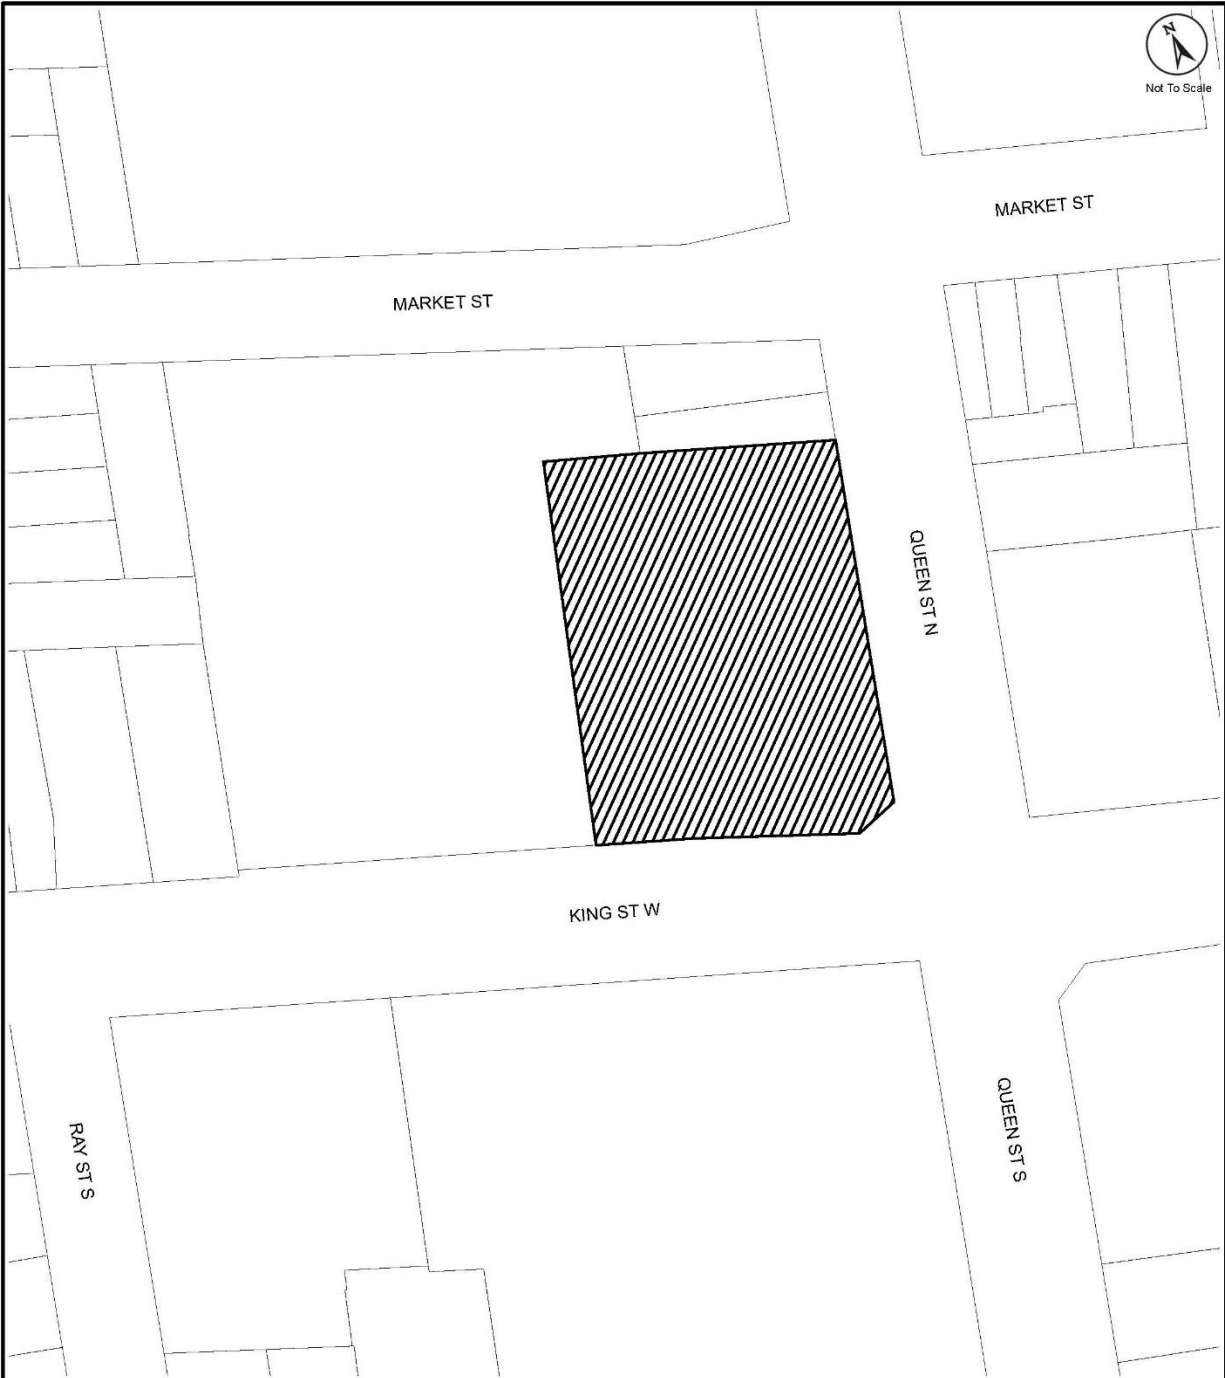 N
Not To Scale
MARKET ST
MARKET ST
QUEEN ST N
KING ST W
QUEEN ST S
RAY ST S